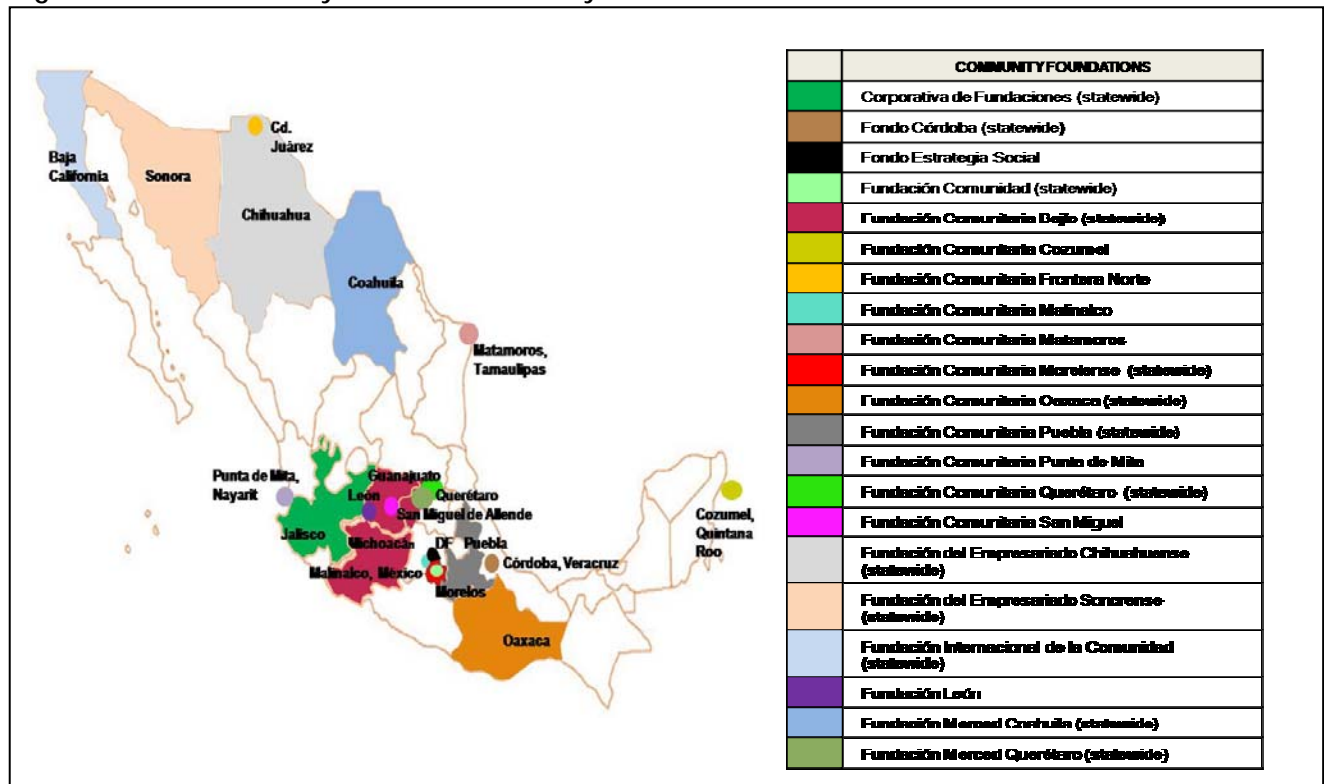 Cd.
Juárez
Baja
California
Sonora
Chihuahua
Coahuila
Matamoros,
Tamaulipas
Punta de Mita,
Nayarit
Guanajuato
León
Querétaro
San Miguel de Allende
Jalisco
Michoacán
DF
Puebla
Malinalco, México
Morelos
Córdoba, Veracruz
Oaxaca
Cozumel,
Quintana
Roo
COMMUNITY FOUNDATIONS
Corporativa de Fundaciones (statewide)
Fondo Córdoba (statewide)
Fondo Estrategia Social
Fundación Comunidad (statewide)
Fundación Comunitaria Bajío (statewide)
Fundación Comunitaria Cozumel
Fundación Comunitaria Frontera Norte
Fundación Comunitaria Malinalco
Fundación Comunitaria Matamoros
Fundación Comunitaria Morelense (statewide)
Fundación Comunitaria Oaxaca (statewide)
Fundación Comunitaria Puebla (statewide)
Fundación Comunitaria Punta de Mita
Fundación Comunitaria Querétaro (statewide)
Fundación Comunitaria San Miguel
Fundación del Empresariado Chihuahuense
(statewide)
Fundación del Empresariado Sonorense
(statewide)
Fundación Internacional de la Comunidad
(statewide)
Fundación León
Fundación Merced Coahuila (statewide)
Fundación Merced Querétaro (statewide)